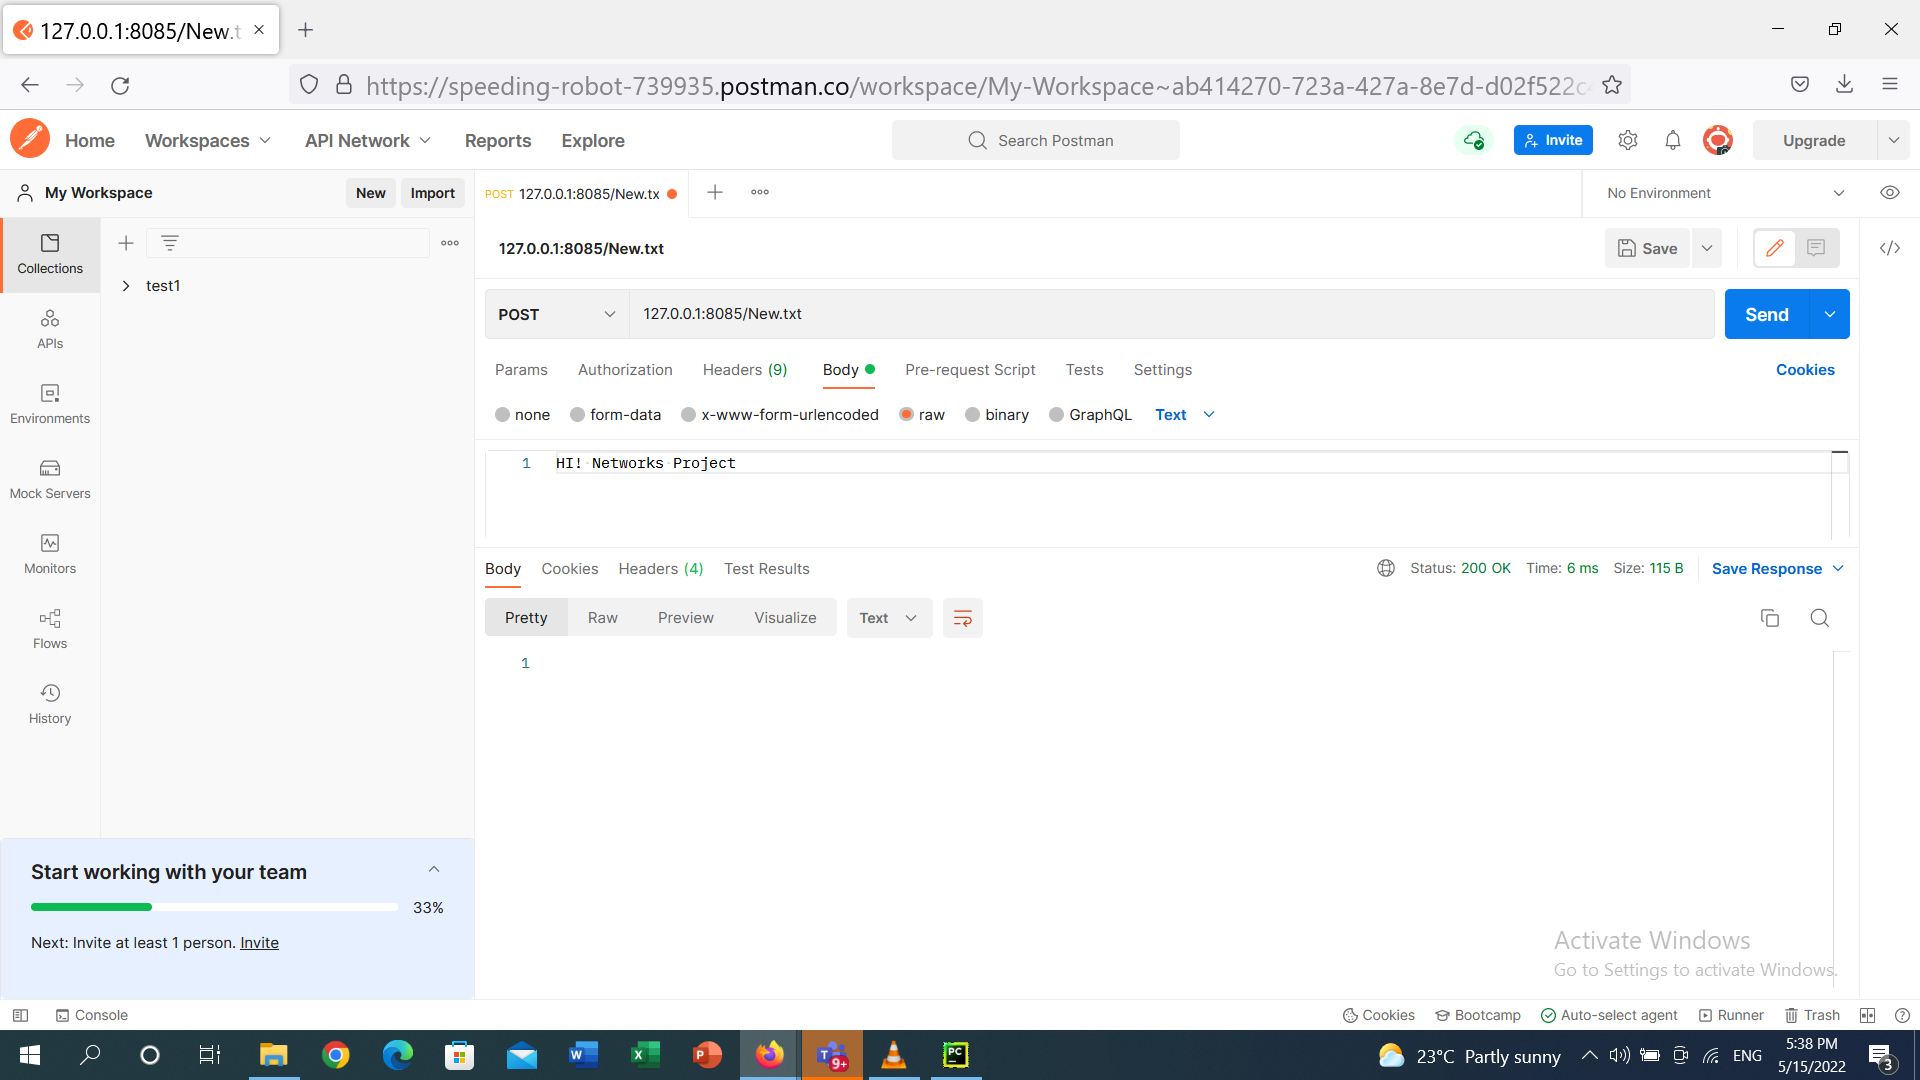 127.0.0.1:8085/New.t
https://speeding-robot-739935.postman.co/workspace/My-Workspace~ab414270-723a-427a-8e7d-d02f522c
Home
Workspaces
API Network
Reports
Explore
Search Postman
Invite
Upgrade
My Workspace
New
Import
POST 127.0.0.1:8085/New.tx
No Environment
Collections
test1
APIs
Environments
Mock Servers
Monitors
Flows
History
127.0.0.1:8085/New.txt
Save
POST
127.0.0.1:8085/New.txt
Send
Params
Authorization
Headers (9)
Body
Pre-request Script
Tests
Settings
Cookies
none
form-data
x-www-form-urlencoded
raw
binary
GraphQL
Text
1
HI! Networks Project
Body
Cookies
Headers (4)
Test Results
Status: 200 OK
Time: 6 ms
Size: 115 B
Save Response
Pretty
Raw
Preview
Visualize
Text
1
Start working with your team
33%
Next: Invite at least 1 person. Invite
Activate Windows
Go to Settings to activate Windows.
Console
Cookies
Bootcamp
Auto-select agent
Runner
Trash
W
X
P
T
9+
PC
23°C Partly sunny
ENG
5:38 PM
5/15/2022
3